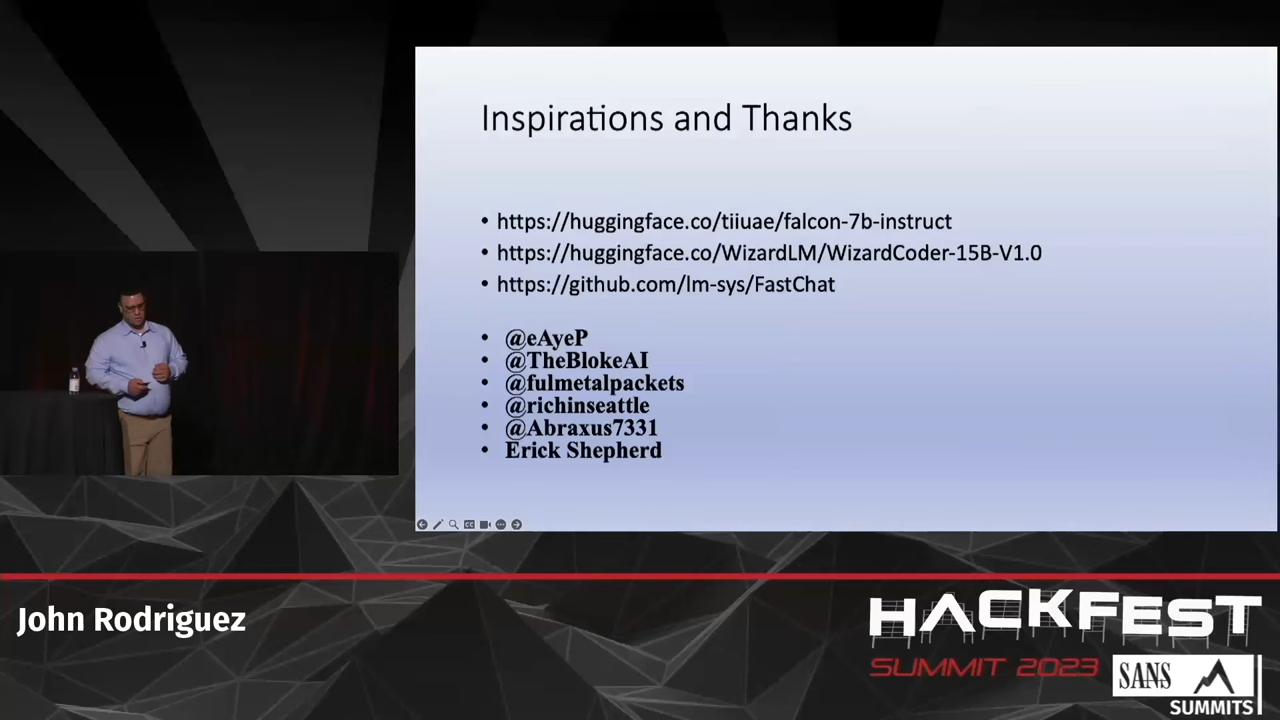 Inspirations and Thanks
• https://huggingface.co/tiiuae/falcon-7b-instruct
• https://huggingface.co/WizardLM/WizardCoder-15B-V1.0
• https://github.com/lm-sys/FastChat
• @eAyeP
• @TheBlokeAI
• @fulmetalpackets
• @richinseattle
• @Abraxus7331
• Erick Shepherd
John Rodriguez
HACKFEST
SUMMIT 2023
SANS
SUMMITS